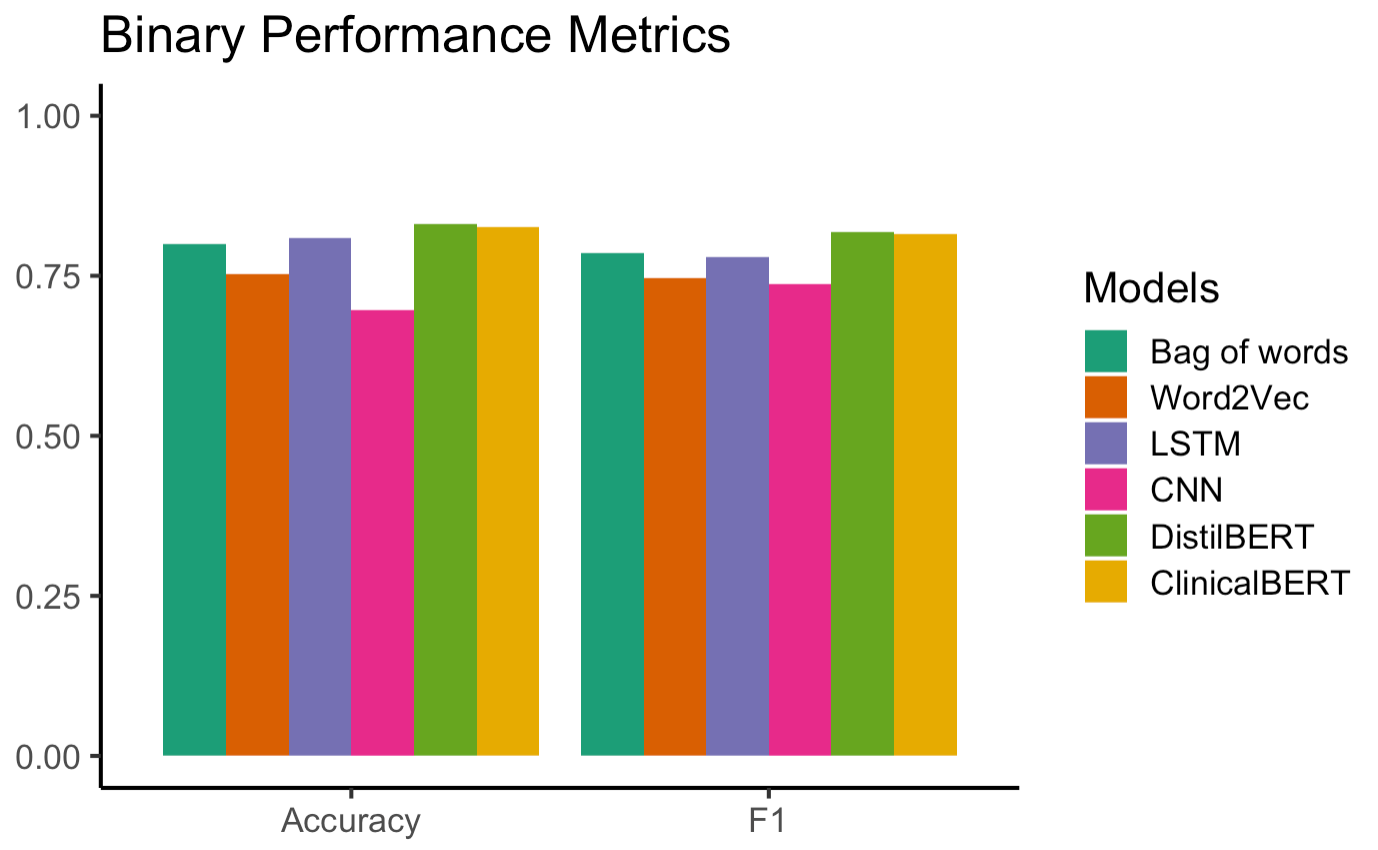 Binary Performance Metrics
1.00
0.75
0.50
0.25
0.00
Accuracy
F1
Models
Bag of words
Word2Vec
LSTM
CNN
DistilBERT
ClinicalBERT